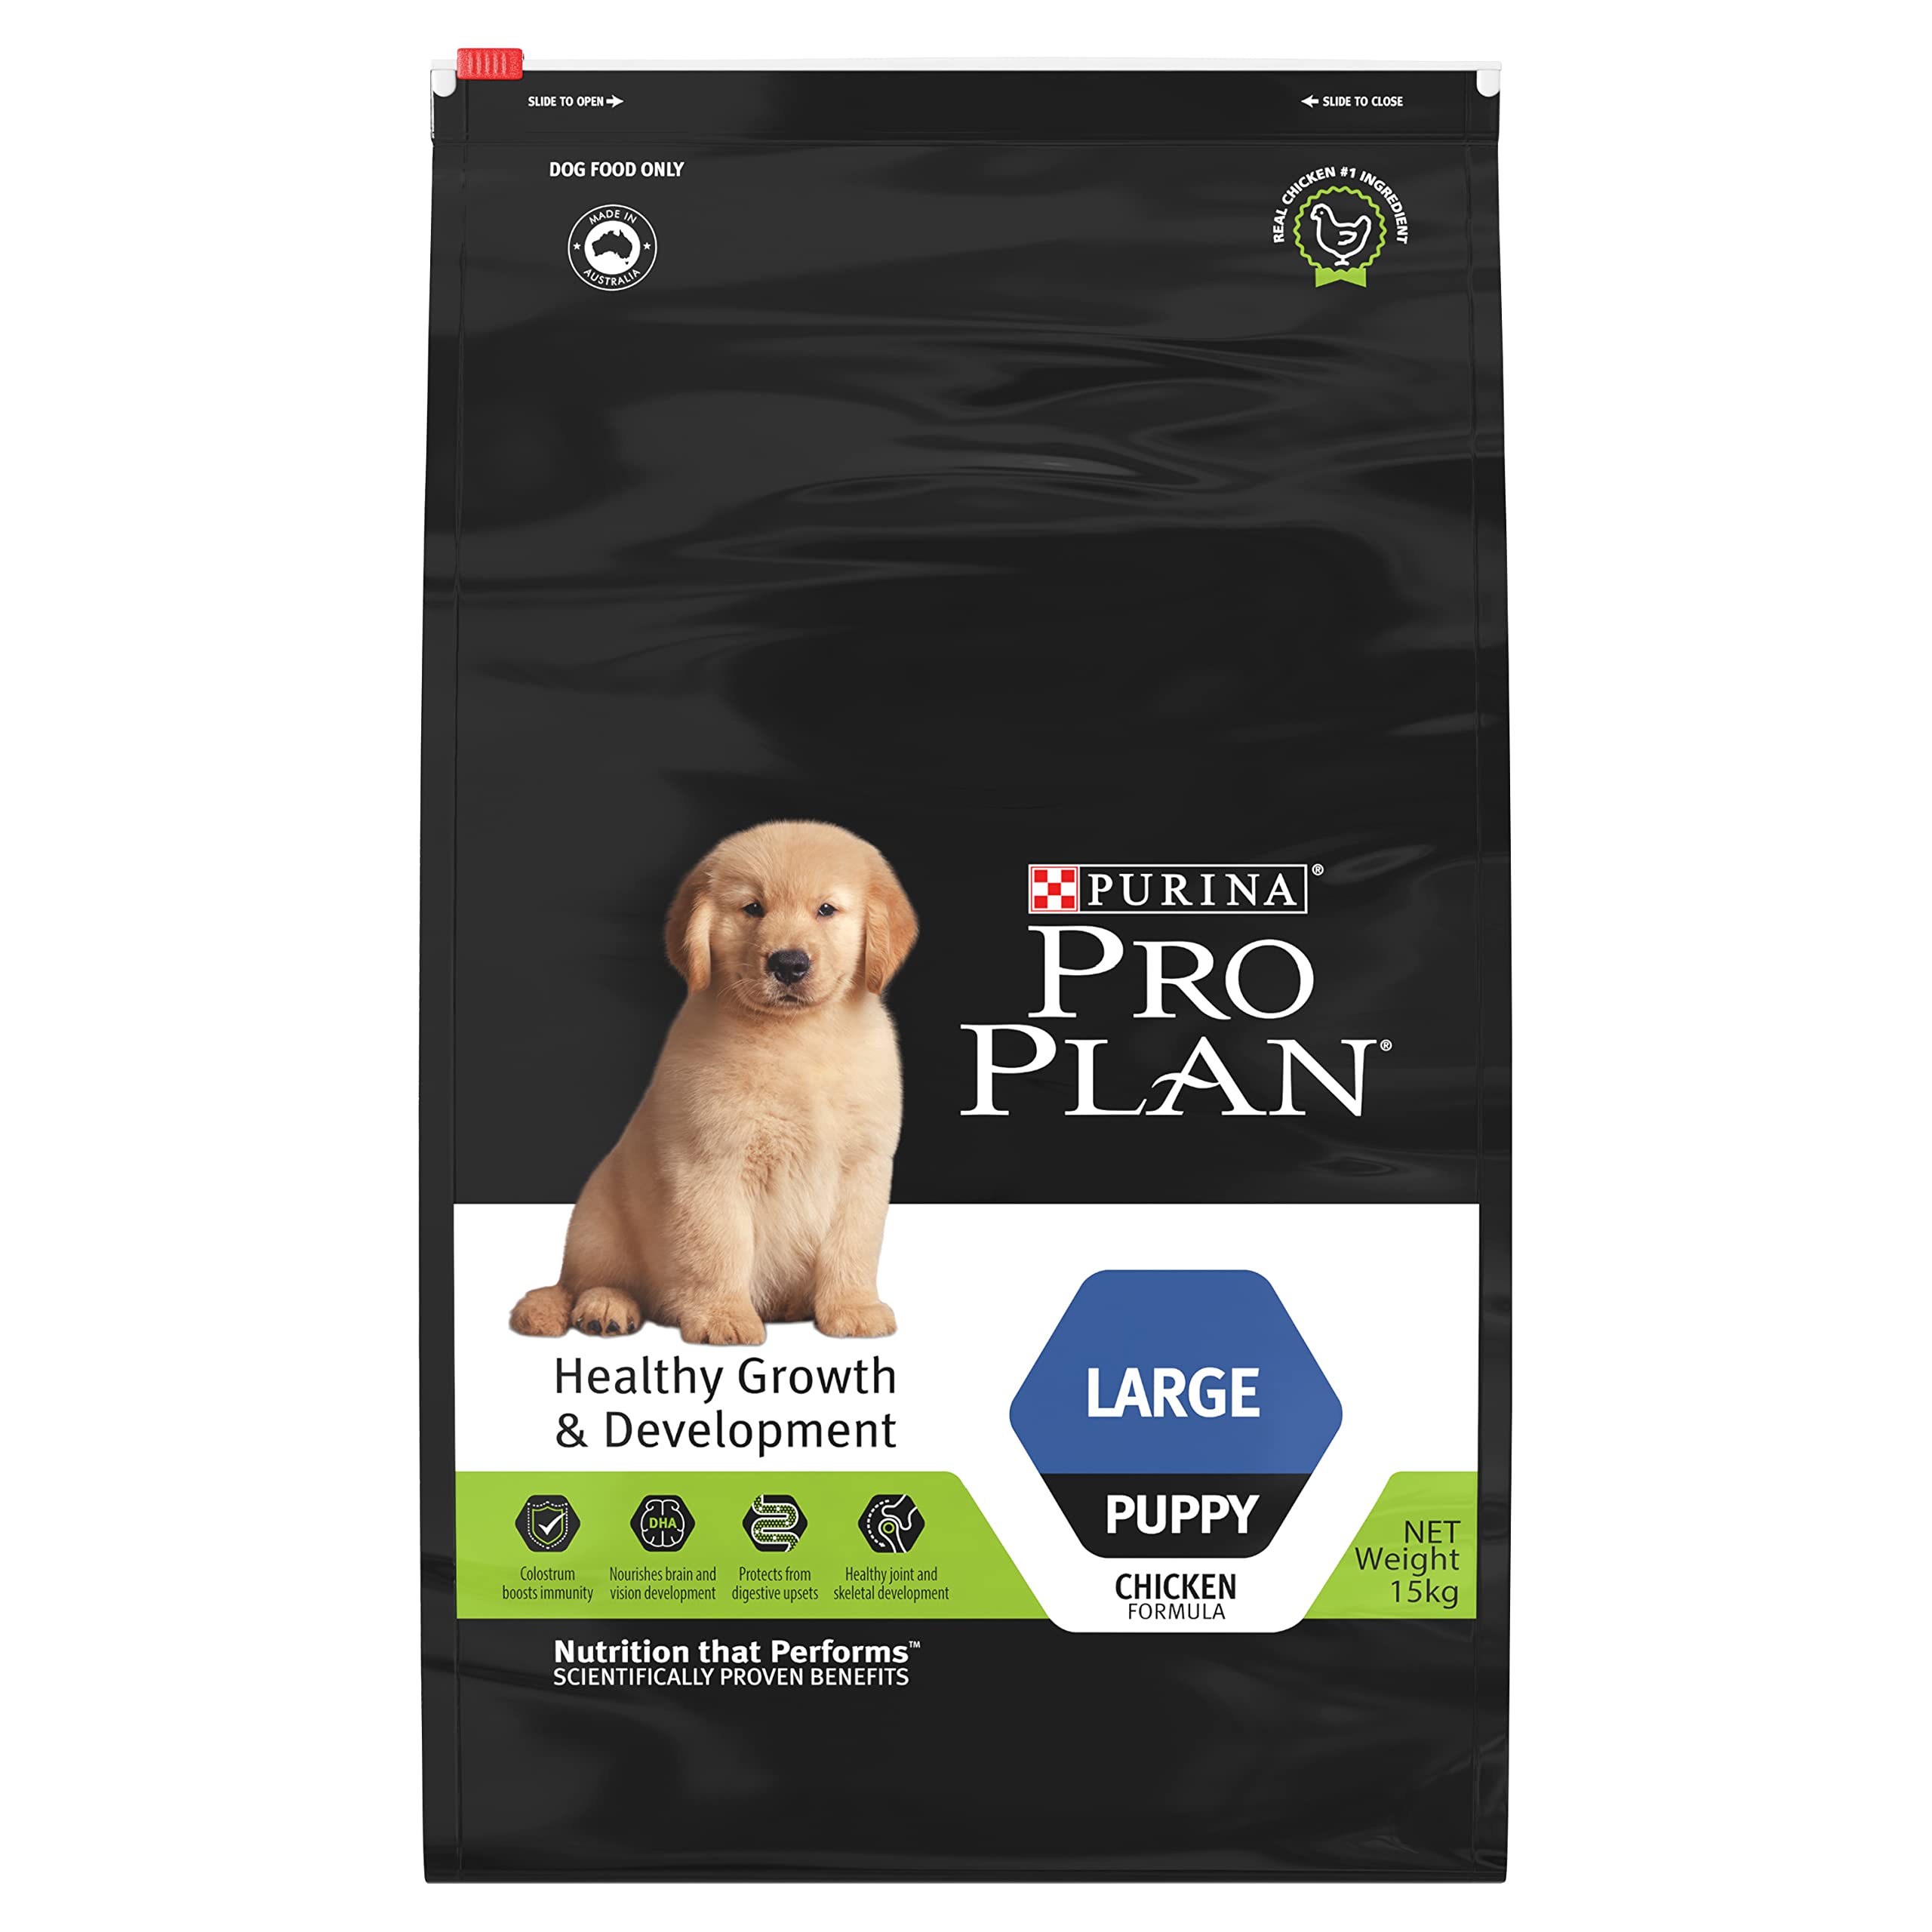 SLIDE TO OPEN
SLIDE TO CLOSE
DOG FOOD ONLY
MADE IN
AUSTRALIA
REAL CHICKEN #1 INGREDIENT
PURINA®
PRO
PLAN®
Healthy Growth
& Development
LARGE
PUPPY
CHICKEN
FORMULA
DHA
Colostrum
boosts immunity
Nourishes brain and
vision development
Protects from
digestive upsets
Healthy joint and
skeletal development
NET
Weight
15kg
Nutrition that Performs™
SCIENTIFICALLY PROVEN BENEFITS